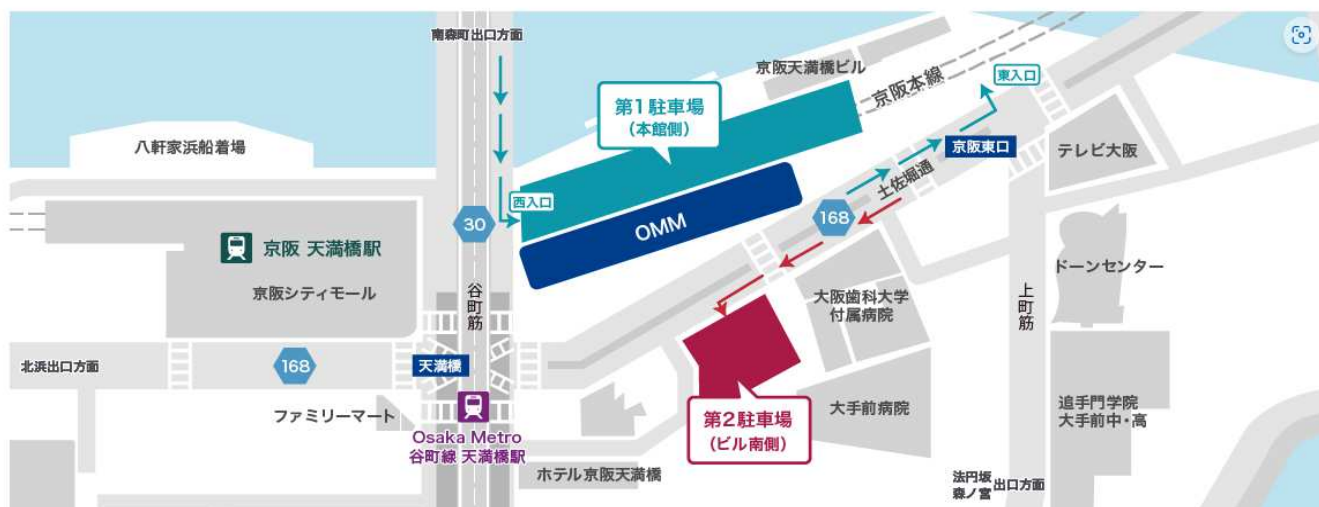 南森町出口方面
京阪天満橋ビル
京阪本線
東入口
第1駐車場
(本館側)
八軒家浜船着場
京阪東口
テレビ大阪
土佐堀通
西入口
30
OMM
168
京阪 天満橋駅
京阪シティモール
谷町筋
大阪歯科大学
付属病院
上町筋
ドーンセンター
北浜出口方面
168
天満橋
ファミリーマート
Osaka Metro
谷町線 天満橋駅
第2駐車場
(ビル南側)
大手前病院
追手門学院
大手前中・高
ホテル京阪天満橋
法円坂
森ノ宮
出口方面